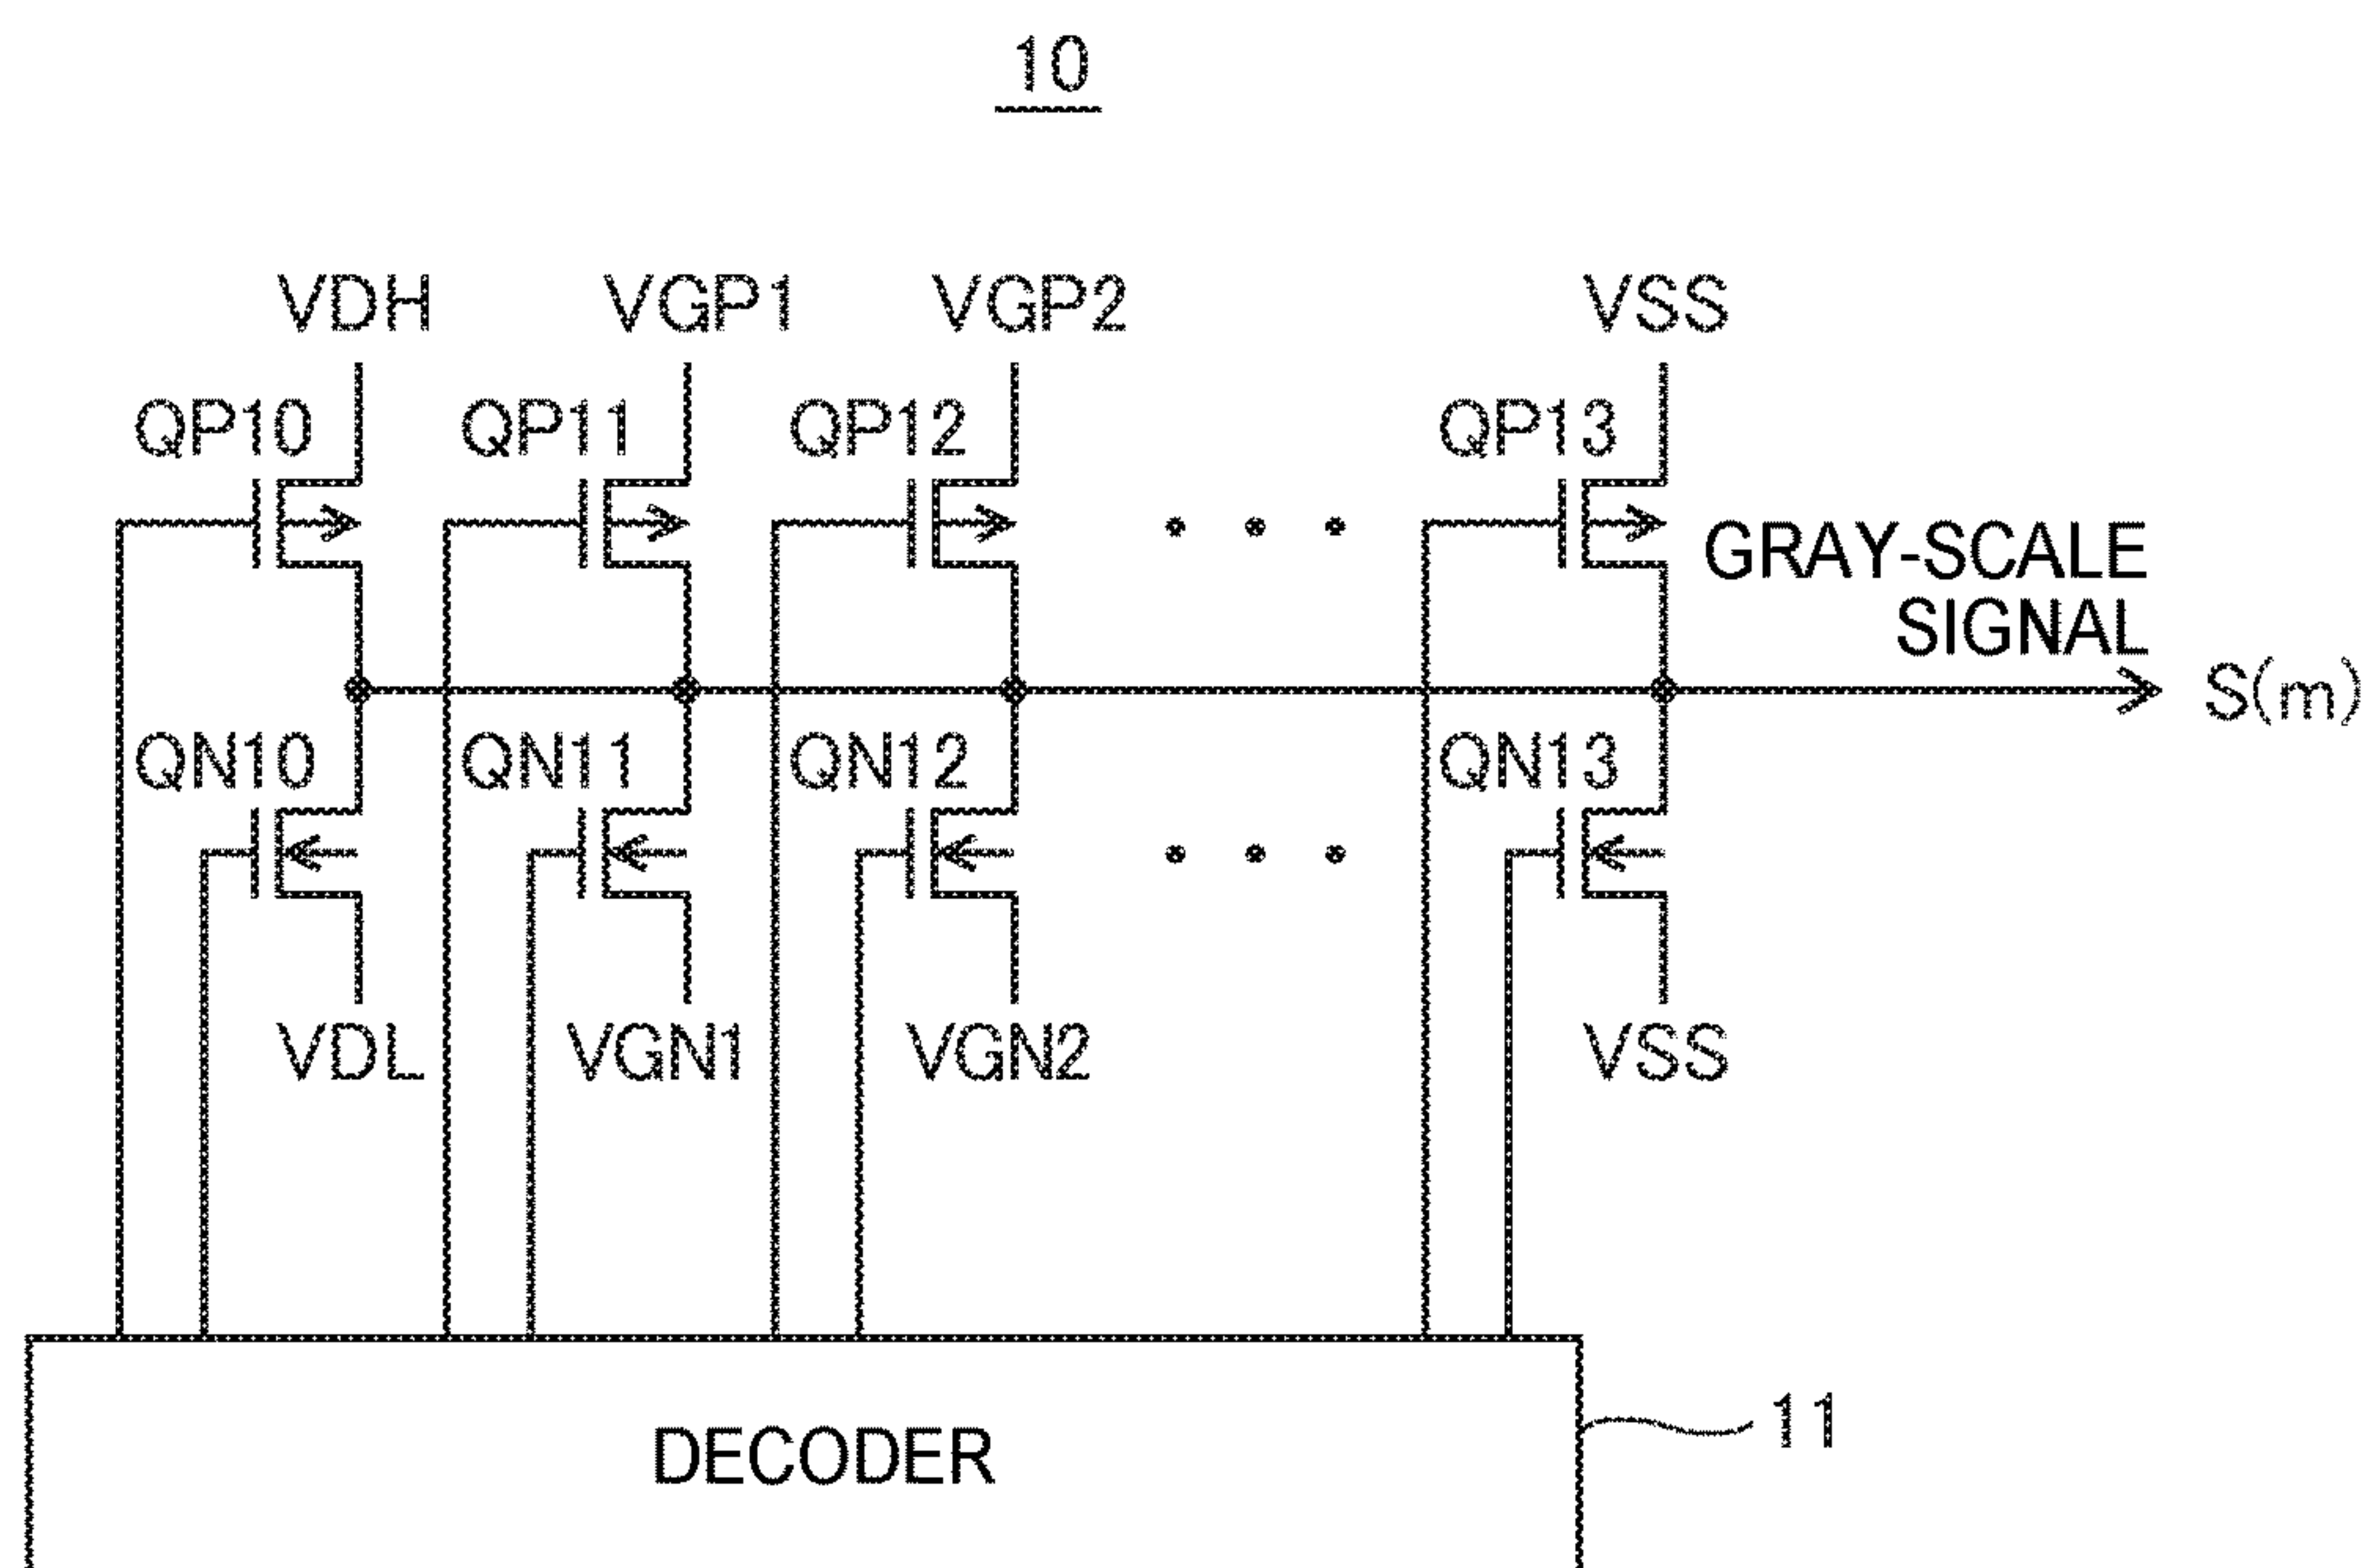 10
VDH VGP1 VGP2 VSS
QP10 QP11 QP12 QP13
GRAY-SCALE
SIGNAL
S(m)
QN10 QN11 QN12 QN13
VDL VGN1 VGN2 VSS
DECODER
11